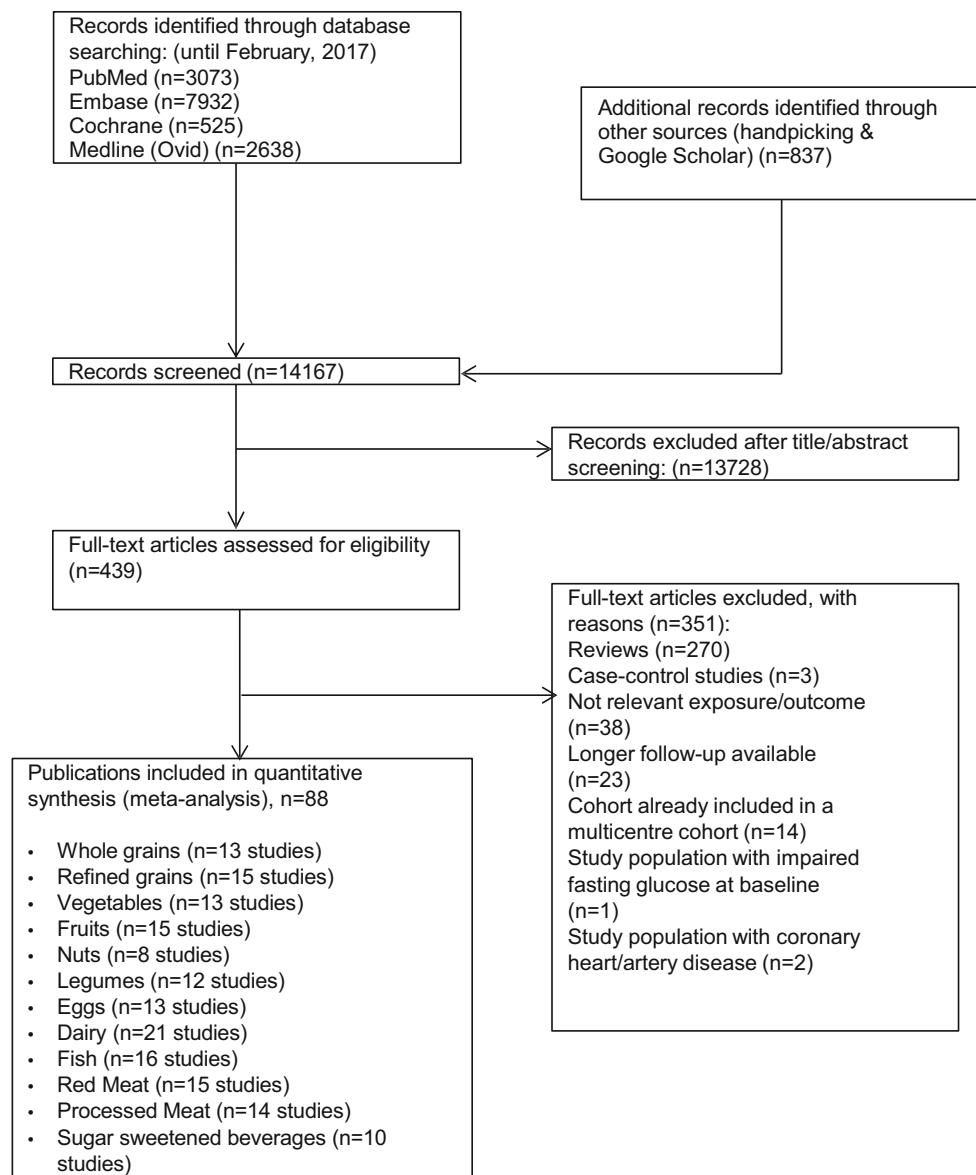 Records identified through database
searching: (until February, 2017)
PubMed (n=3073)
Embase (n=7932)
Cochrane (n=525)
Medline (Ovid) (n=2638)
Additional records identified through
other sources (handpicking &
Google Scholar) (n=837)
Records screened (n=14167)
Records excluded after title/abstract
screening: (n=13728)
Full-text articles assessed for eligibility
(n=439)
Full-text articles excluded, with
reasons (n=351):
Reviews (n=270)
Case-control studies (n=3)
Not relevant exposure/outcome
(n=38)
Longer follow-up available
(n=23)
Cohort already included in a
multicentre cohort (n=14)
Study population with impaired
fasting glucose at baseline
(n=1)
Study population with coronary
heart/artery disease (n=2)
Publications included in quantitative
synthesis (meta-analysis), n=88
• Whole grains (n=13 studies)
• Refined grains (n=15 studies)
• Vegetables (n=13 studies)
• Fruits (n=15 studies)
• Nuts (n=8 studies)
• Legumes (n=12 studies)
• Eggs (n=13 studies)
• Dairy (n=21 studies)
• Fish (n=16 studies)
• Red Meat (n=15 studies)
• Processed Meat (n=14 studies)
• Sugar sweetened beverages (n=10
studies)